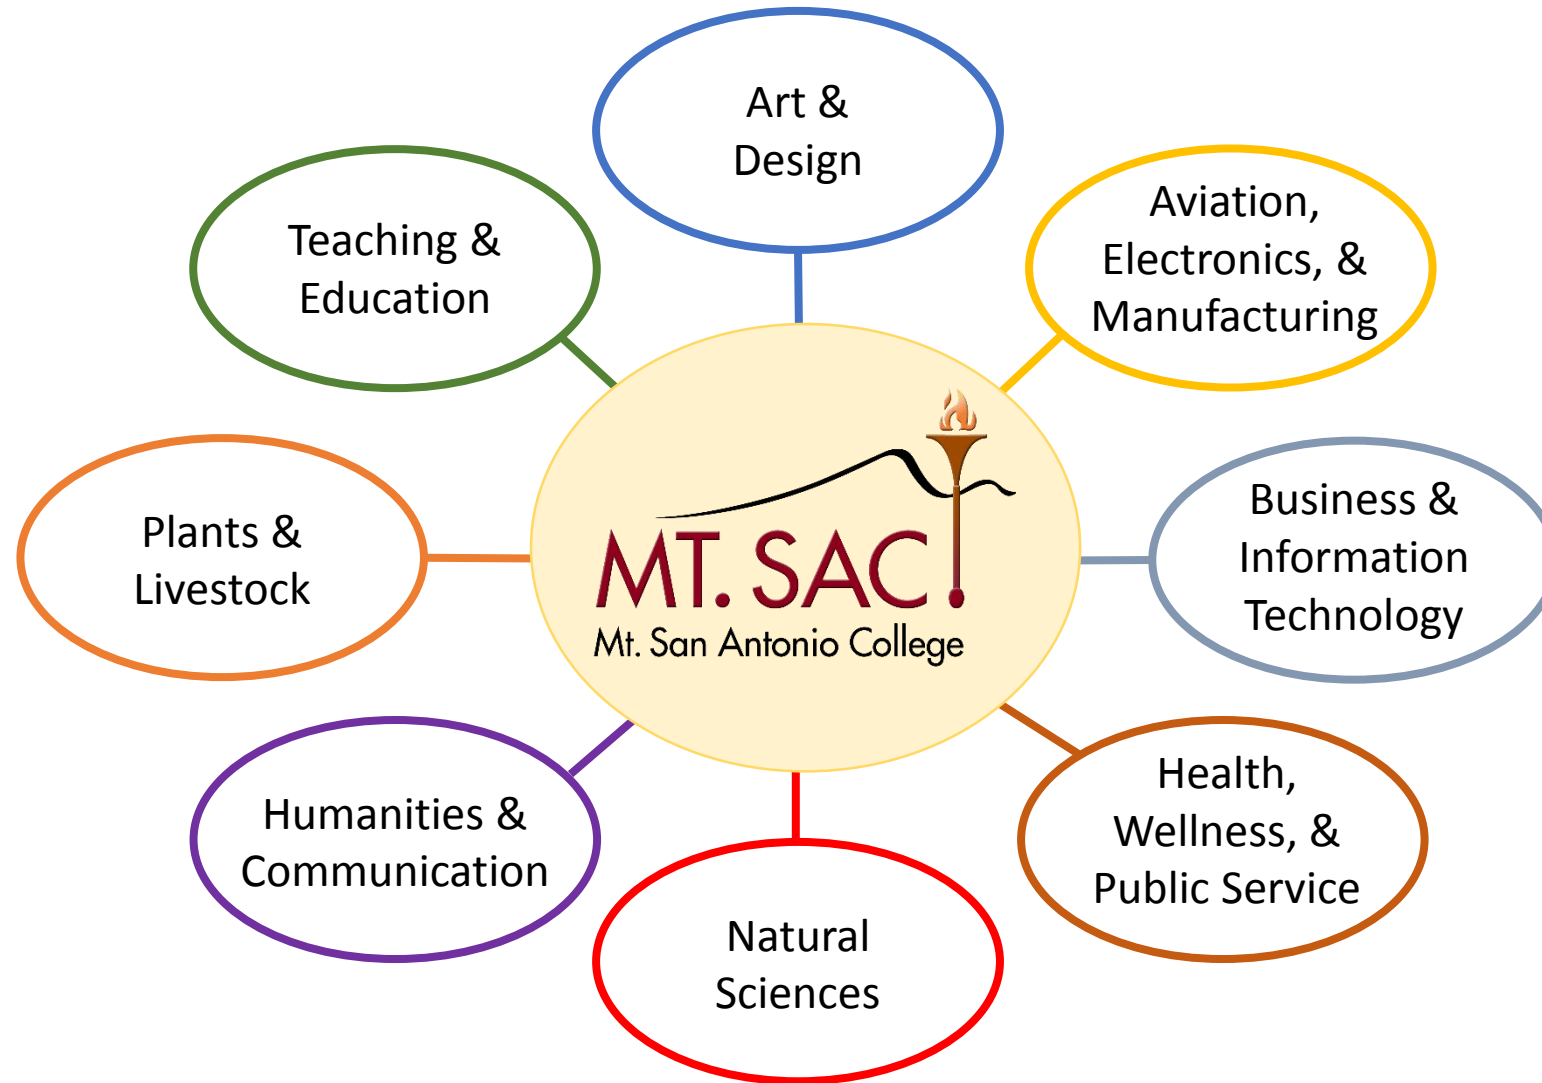 Art &
Design
Aviation,
Electronics, &
Manufacturing
Business &
Information
Technology
Health,
Wellness, &
Public Service
Natural
Sciences
Humanities &
Communication
Plants &
Livestock
Teaching &
Education
MT. SAC
Mt. San Antonio College